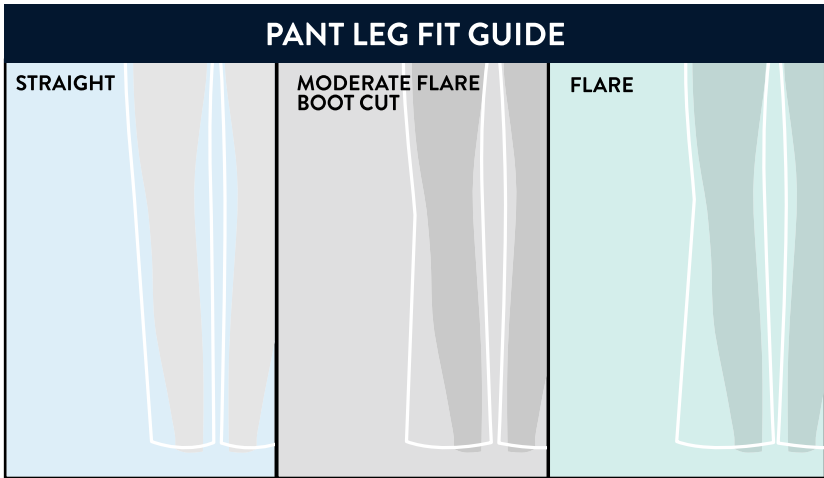 PANT LEG FIT GUIDE
STRAIGHT
MODERATE FLARE
BOOT CUT
FLARE